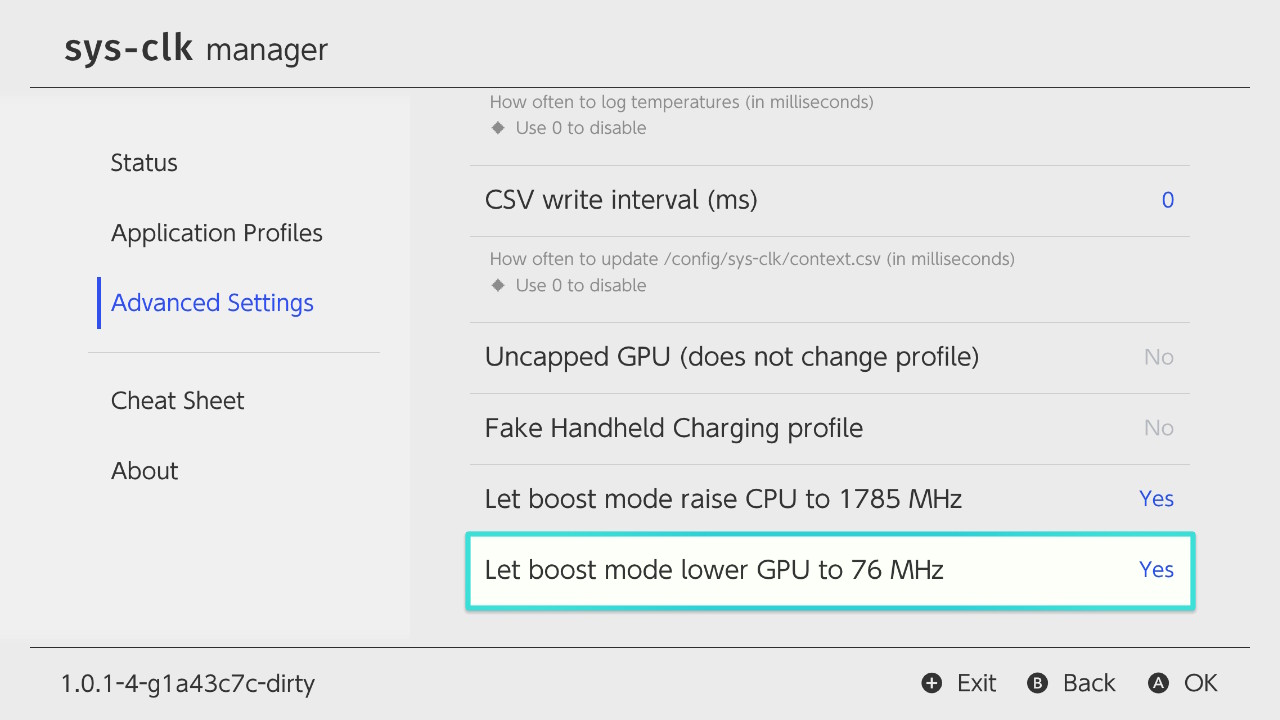 sys-clk manager
Status
Application Profiles
Advanced Settings
Cheat Sheet
About
How often to log temperatures (in milliseconds)
◆ Use 0 to disable
CSV write interval (ms) 0
How often to update /config/sys-clk/context.csv (in milliseconds)
◆ Use 0 to disable
Uncapped GPU (does not change profile) No
Fake Handheld Charging profile No
Let boost mode raise CPU to 1785 MHz Yes
Let boost mode lower GPU to 76 MHz Yes
1.0.1-4-g1a43c7c-dirty
+ Exit B Back A OK